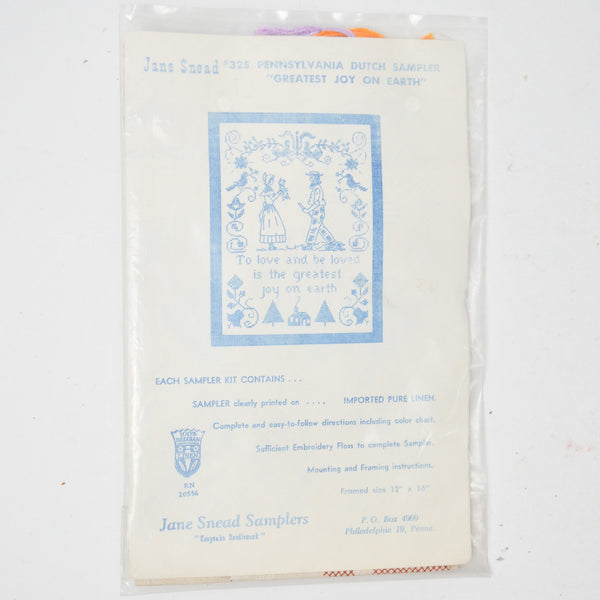 Jane Snead #325 PENNSYLVANIA DUTCH SAMPLER
"GREATEST JOY ON EARTH"
To love and be loved
is the greatest
joy on earth
EACH SAMPLER KIT CONTAINS . . .
SAMPLER clearly printed on . . . . IMPORTED PURE LINEN.
Complete and easy-to-follow directions including color chart.
Sufficient Embroidery Floss to complete Sampler.
Mounting and Framing instructions.
Framed size 12" x 16"
100%
BELGIAN
LINEN
RN
20556
Jane Snead Samplers
"Keepsake Needlework"
P. O. Box 4909
Philadelphia 19, Penna.